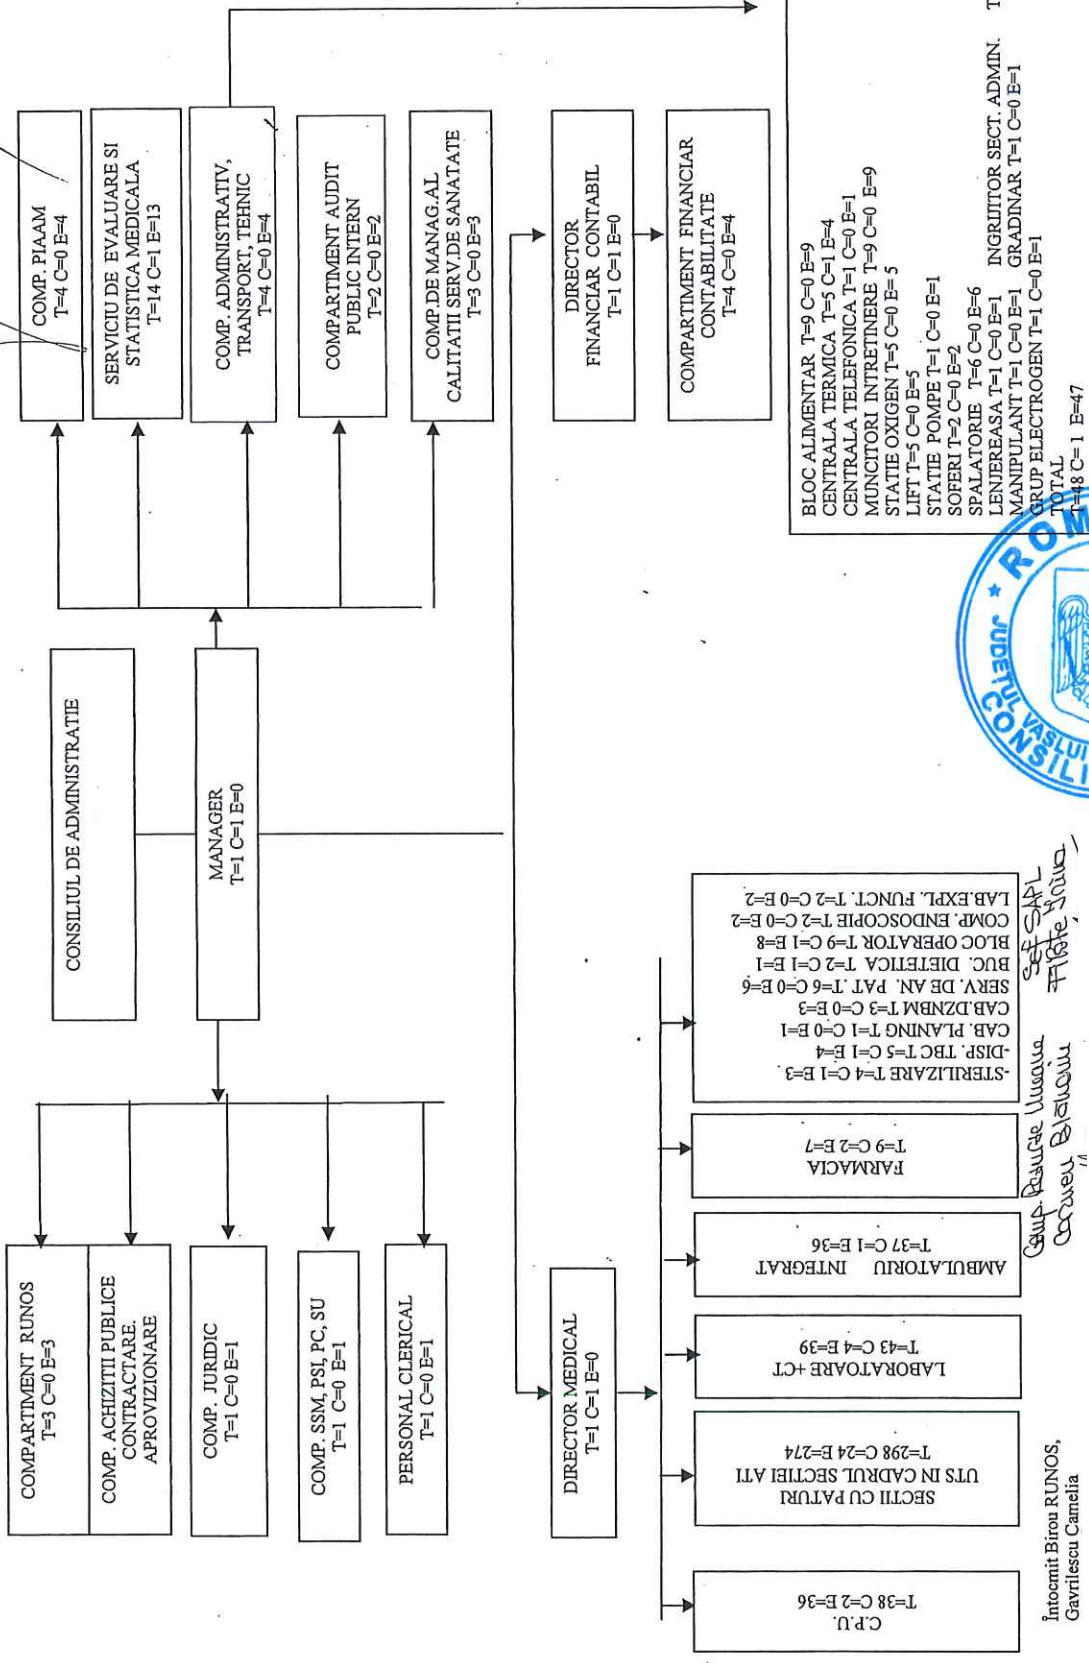 CONSILIUL DE ADMINISTRATIE
MANAGER
T=1 C=1 E=0
COMPARTIMENT RUNOS
T=3 C=0 E=3
COMP. ACHIZITII PUBLICE
CONTRACTARE.
APROVIZIONARE
COMP. JURIDIC
T=1 C=0 E=1
COMP. SSM, PSI, PC, SU
T=1 C=0 E=1
PERSONAL CLERICAL
T=1 C=0 E=1
COMP. PIAAM
T=4 C=0 E=4
SERVICIU DE EVALUARE SI
STATISTICA MEDICALA
T=14 C=1 E=13
COMP. ADMINISTRATIV,
TRANSPORT, TEHNIC
T=4 C=0 E=4
COMPARTIMENT AUDIT
PUBLIC INTERN
T=2 C=0 E=2
COMP.DE MANAG.AL
CALITATII SERV.DE SANATATE
T=3 C=0 E=3
DIRECTOR MEDICAL
T=1 C=1 E=0
DIRECTOR
FINANCIAR CONTABIL
T=1 C=1 E=0
COMPARTIMENT FINANCIAR
CONTABILITATE
T=4 C=0 E=4
C.P.U.
T=38 C=2 E=36
SECTII CU PATURI
UTS IN CADRUL SECTIEI ATI
T=298 C=24 E=274
LABORATOARE+CT
T=43 C=4 E=39
AMBULATORIU INTEGRAT
T=37 C=1 E=36
FARMACIA
T=9 C=2 E=7
-STERILIZARE T=4 C=1 E=3
-DISP. TBC T=5 C=1 E=4
CAB. PLANING T=1 C=0 E=1
CAB.DZNBM T=3 C=0 E=3
SERV. DE AN. PAT .T=6 C=0 E=6
BUC. DIETETICA T=2 C=1 E=1
BLOC OPERATOR T=9 C=1 E=8
COMP. ENDOSCOPIE T=2 C=0 E=2
LAB.EXPL. FUNCT. T=2 C=0 E=2
BLOC ALIMENTAR T=9 C=0 E=9
CENTRALA TERMICA T=5 C=1 E=4
CENTRALA TELEFONICA T=1 C=0 E=1
MUNCITORI INTRETINERE T=9 C=0 E=9
STATIE OXIGEN T=5 C=0 E= 5
LIFT T=5 C=0 E=5
STATIE POMPE T=1 C=0 E=1
SOFERI T=2 C=0 E=2
SPALATORIE T=6 C=0 E=6
LENJEREASA T=1 C=0 E=1 INGRIJITOR SECT. ADMIN. T
MANIPULANT T=1 C=0 E=1 GRADINAR T=1 C=0 E=1
GRUP ELECTROGEN T=1 C=0 E=1
TOTAL
T=48 C= 1 E=47
JUDEȚUL VASLUI
Întocmit Birou RUNOS,
Gavrilescu Camelia